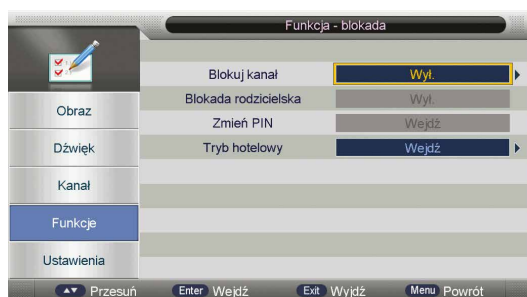 Funkcja - blokada
Blokuj kanał Wył.
Blokada rodzicielska Wył.
Zmień PIN Wejdź
Tryb hotelowy Wejdź
Obraz
Dźwięk
Kanał
Funkcje
Ustawienia
Przesuń Enter Wejdź Exit Wyjdź Menu Powrót